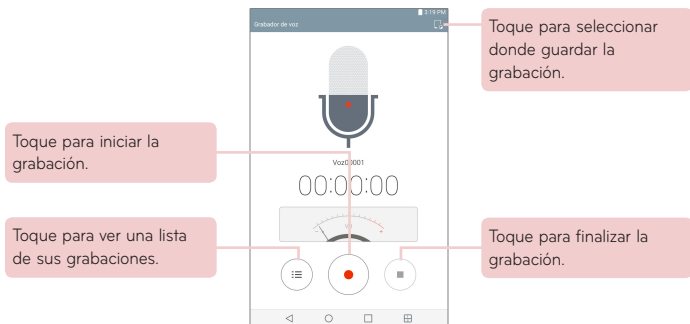 3:19 PM
Grabador de voz
Toque para seleccionar
donde guardar la
grabación.
Toque para iniciar la
grabación.
Voz00001
00:00:00
VU
Toque para ver una lista
de sus grabaciones.
Toque para finalizar la
grabación.